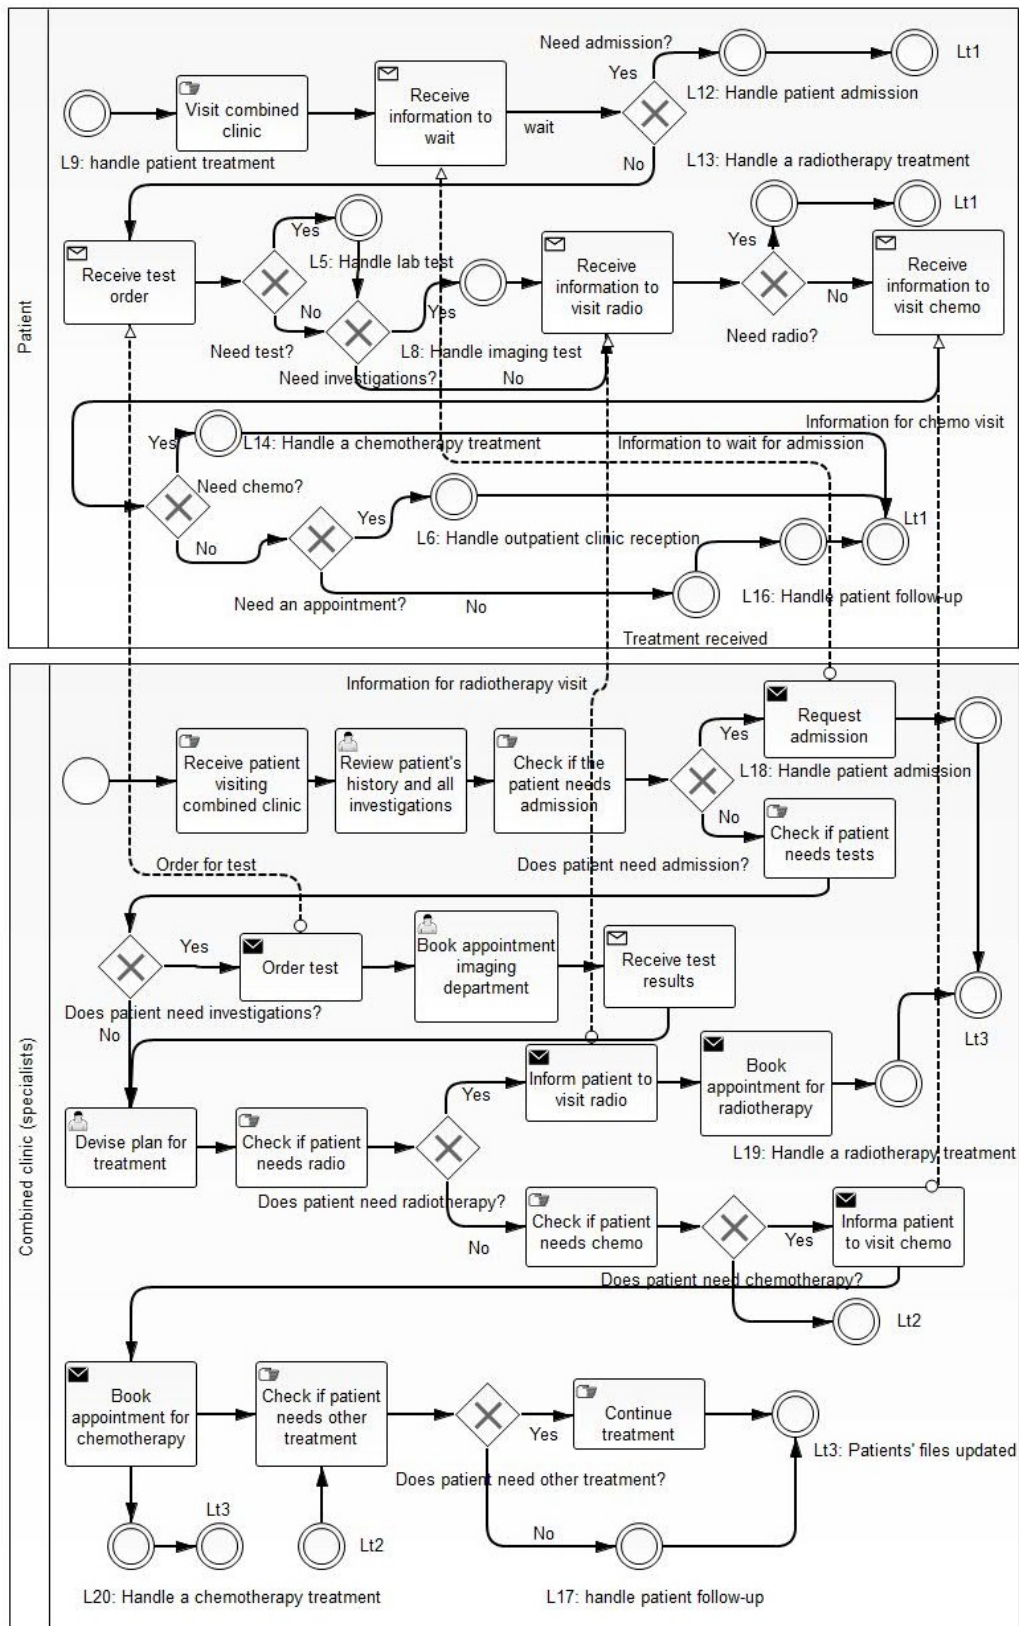 Patient
Need admission?
Yes
Lt1
L12: Handle patient admission
Visit combined
clinic
Receive
information to
wait
wait
No
L9: handle patient treatment
L13: Handle a radiotherapy treatment
Lt1
Yes
Receive test
order
Yes
L5: Handle lab test
No
Need test?
Yes
Need investigations?
L8: Handle imaging test
No
Receive
information to
visit radio
No
Need radio?
Receive
information to
visit chemo
Information for chemo visit
Yes
L14: Handle a chemotherapy treatment
Information to wait for admission
Need chemo?
No
Yes
L6: Handle outpatient clinic reception
Lt1
Need an appointment?
No
L16: Handle patient follow-up
Treatment received
Combined clinic (specialists)
Information for radiotherapy visit
Receive patient
visiting
combined clinic
Review patient's
history and all
investigations
Check if the
patient needs
admission
Yes
Request
admission
L18: Handle patient admission
No
Does patient need admission?
Check if patient
needs tests
Order for test
Yes
Order test
Book appointment
imaging
department
Receive test
results
Does patient need investigations?
No
Lt3
Devise plan for
treatment
Check if patient
needs radio
Yes
Inform patient to
visit radio
Book
appointment for
radiotherapy
L19: Handle a radiotherapy treatment
Does patient need radiotherapy?
No
Check if patient
needs chemo
Yes
Informa patient
to visit chemo
Does patient need chemotherapy?
Lt2
Book
appointment for
chemotherapy
Check if patient
needs other
treatment
Yes
Continue
treatment
Lt3: Patients' files updated
Does patient need other treatment?
Lt3
Lt2
No
L20: Handle a chemotherapy treatment
L17: handle patient follow-up